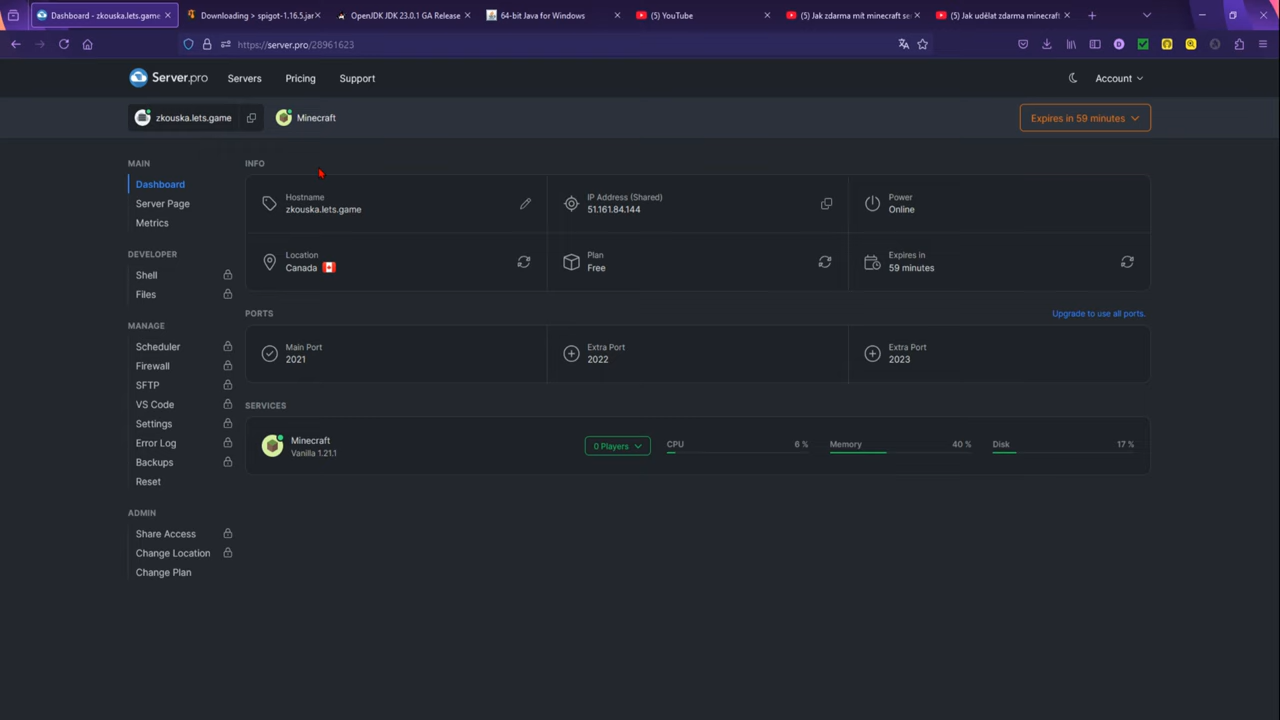 Dashboard - zkouska.lets.game
Downloading > spigot-1.16.5.jar
OpenJDK JDK 23.0.1 GA Release
64-bit Java for Windows
(5) YouTube
(5) Jak zdarma mít minecraft se
(5) Jak udělat zdarma minecraft
https://server.pro/28961623
Server.pro
Servers
Pricing
Support
Account
zkouska.lets.game
Minecraft
Expires in 59 minutes
MAIN
Dashboard
Server Page
Metrics
DEVELOPER
Shell
Files
MANAGE
Scheduler
Firewall
SFTP
VS Code
Settings
Error Log
Backups
Reset
ADMIN
Share Access
Change Location
Change Plan
INFO
Hostname
zkouska.lets.game
IP Address (Shared)
51.161.84.144
Power
Online
Location
Canada
Plan
Free
Expires in
59 minutes
PORTS
Upgrade to use all ports.
Main Port
2021
Extra Port
2022
Extra Port
2023
SERVICES
Minecraft
Vanilla 1.21.1
0 Players
CPU
6 %
Memory
40 %
Disk
17 %